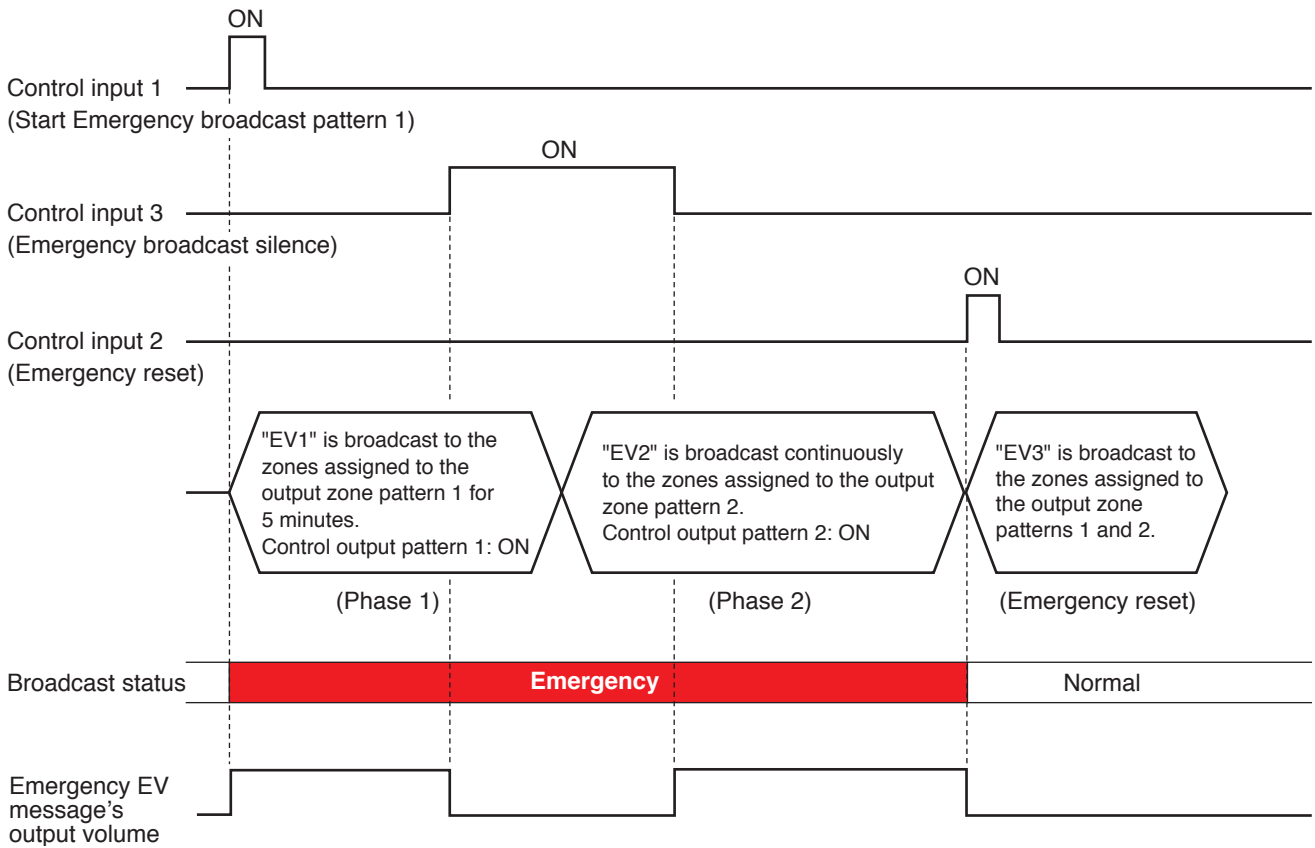 ON
Control input 1
(Start Emergency broadcast pattern 1)
ON
Control input 3
(Emergency broadcast silence)
ON
Control input 2
(Emergency reset)
"EV1" is broadcast to the
zones assigned to the
output zone pattern 1 for
5 minutes.
Control output pattern 1: ON
"EV2" is broadcast continuously
to the zones assigned to the output
zone pattern 2.
Control output pattern 2: ON
"EV3" is broadcast to
the zones assigned to
the output zone
patterns 1 and 2.
(Phase 1)
(Phase 2)
(Emergency reset)
Broadcast status
Emergency
Normal
Emergency EV
message’s
output volume